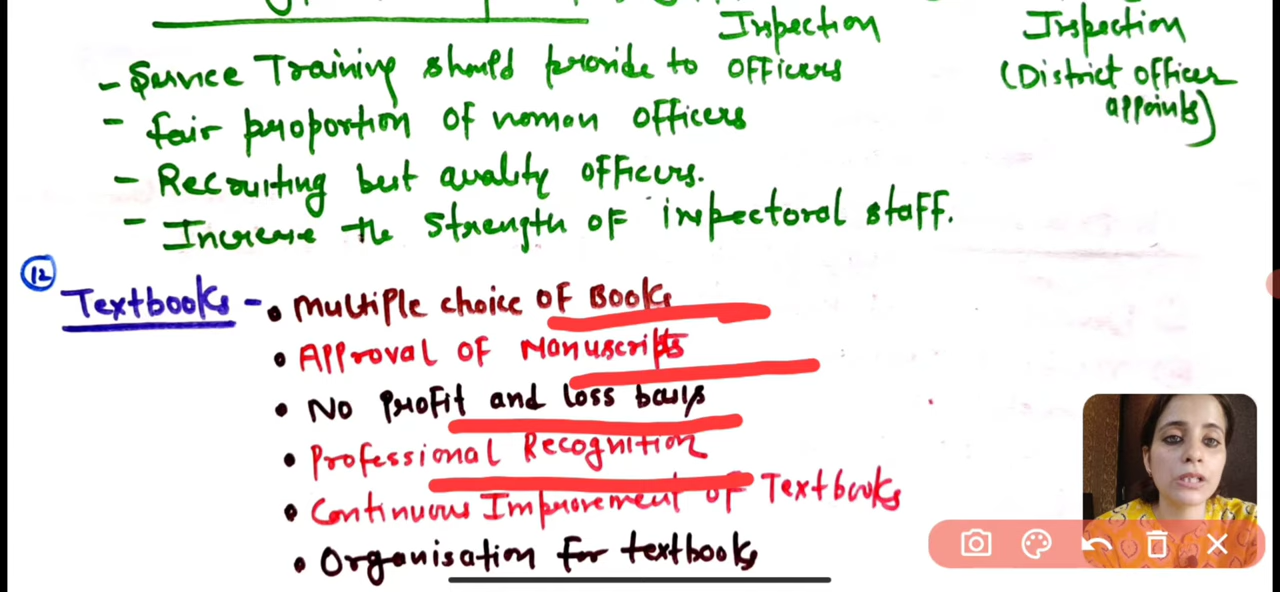 Inspection
Inspection
- Service Training should provide to officers
(District officer
appoints)
- fair proportion of women officers
- Recruiting best quality officers.
- Increase the strength of inspectoral staff.
12
Textbooks - • Multiple choice of Books
• Approval of Manuscripts
• No Profit and loss basis
• Professional Recognition
• Continuous Improvement of Textbooks
• Organisation for textbooks